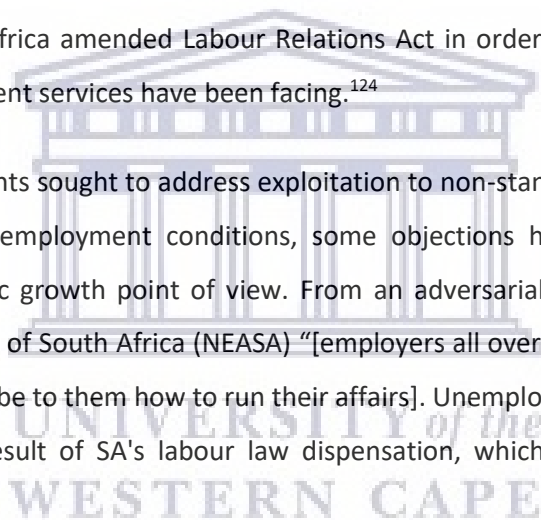 frica amended Labour Relations Act in order
ent services have been facing.124
nts sought to address exploitation to non-stan
employment conditions, some objections h
c growth point of view. From an adversarial
of South Africa (NEASA) “[employers all over
be to them how to run their affairs]. Unemplo
UNIVERSITY of the
esult of SA's labour law dispensation, which
WESTERN CAPE